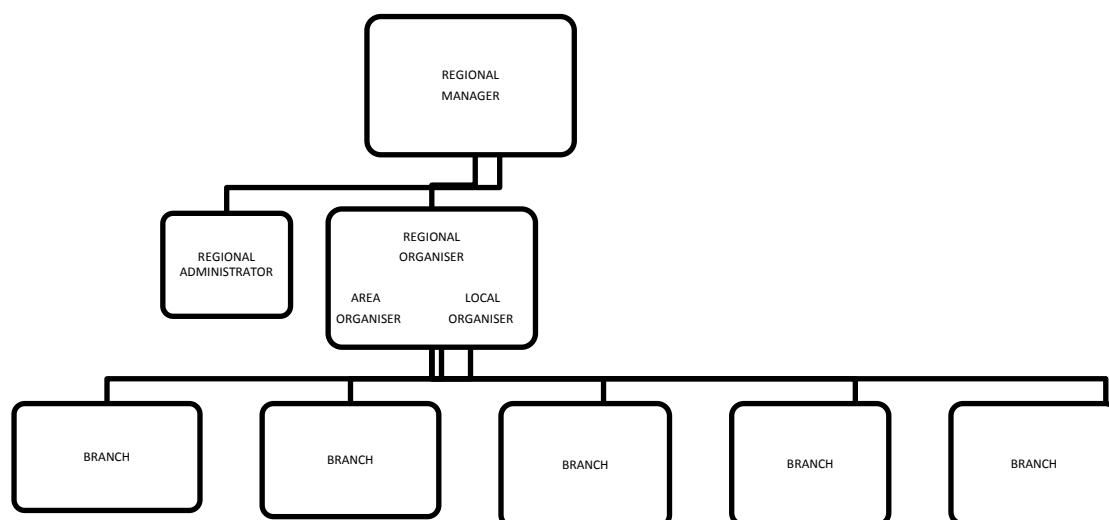 REGIONAL
MANAGER
REGIONAL
ADMINISTRATOR
REGIONAL
ORGANISER
AREA
ORGANISER
LOCAL
ORGANISER
BRANCH
BRANCH
BRANCH
BRANCH
BRANCH